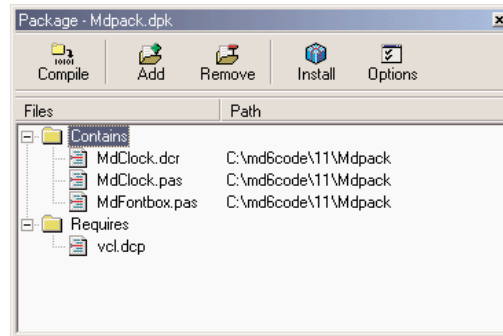 Package - Mdpack.dpk
Compile Add Remove Install Options
Files Path
Contains
MdClock.dcr C:\md6code\11\Mdpack
MdClock.pas C:\md6code\11\Mdpack
MdFontbox.pas C:\md6code\11\Mdpack
Requires
vcl.dcp